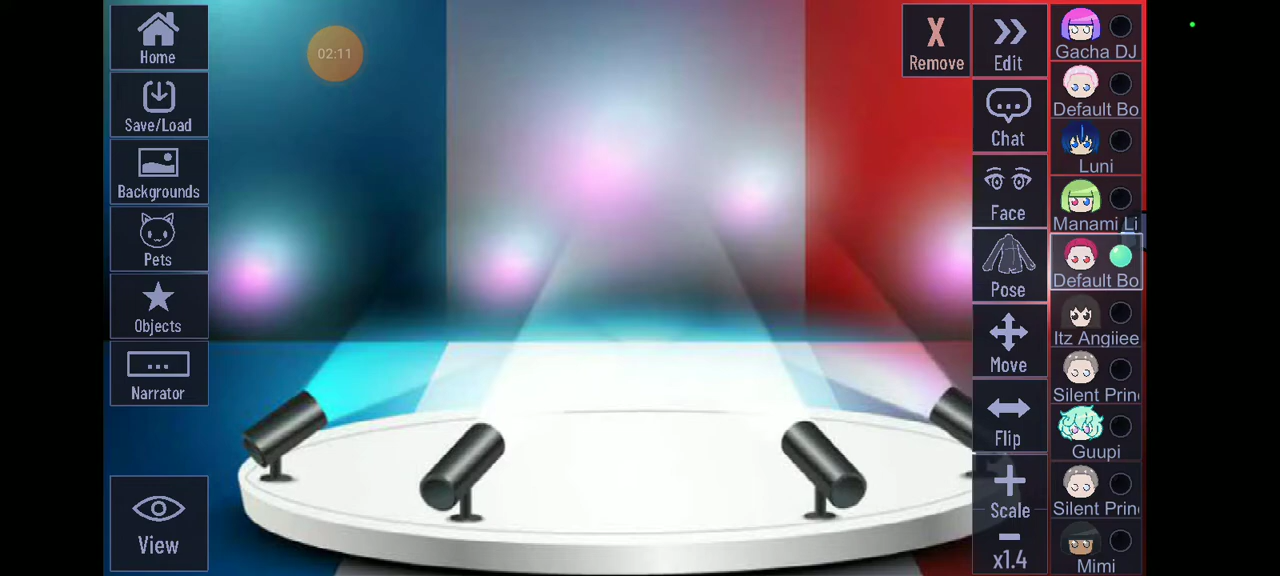 Home
Save/Load
Backgrounds
Pets
Objects
Narrator
View
02:11
X
Remove
Edit
Chat
Face
Pose
Move
Flip
Scale
x1.4
Gacha DJ
Default Bo
Luni
Manami Li
Default Bo
Itz Angiiee
Silent Prin
Guupi
Silent Prin
Mimi